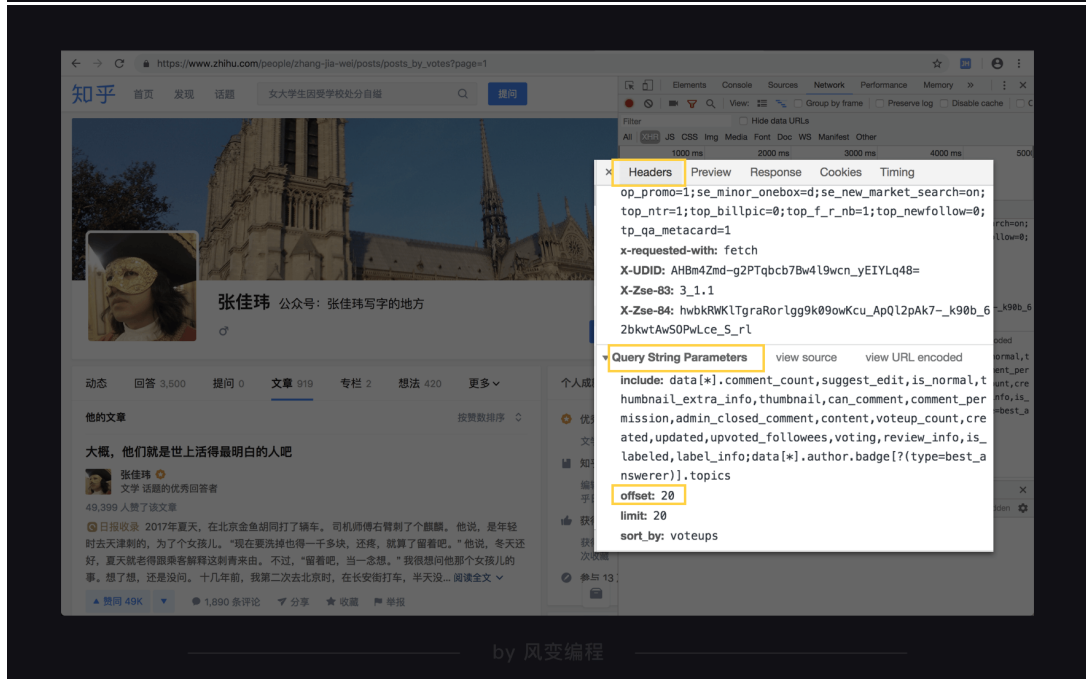 https://www.zhihu.com/people/zhang-jia-wei/posts/posts_by_votes?page=1
知乎 首页 发现 话题 女大学生因受学校处分自缢 提问
Elements Console Sources Network Performance Memory
View: Group by frame Preserve log Disable cache
Filter Hide data URLs
All XHR JS CSS Img Media Font Doc WS Manifest Other
1000 ms 2000 ms 3000 ms 4000 ms
× Headers Preview Response Cookies Timing
op_promo=1;se_minor_onebox=d;se_new_market_search=on;
top_ntr=1;top_billpic=0;top_f_r_nb=1;top_newfollow=0;
tp_qa_metacard=1
x-requested-with: fetch
X-UDID: AHBm4Zmd-g2PTqbcb7Bw4l9wcn_yEIYLq48=
X-Zse-83: 3_1.1
X-Zse-84: hwbkRWKlTgraRorlgg9k09owKcu_ApQl2pAk7-_k90b_6
2bkwtAwSOPwLce_S_rl
Query String Parameters view source view URL encoded
include: data[*].comment_count,suggest_edit,is_normal,t
humbnail_extra_info,thumbnail,can_comment,comment_per
mission,admin_closed_comment,content,voteup_count,cre
ated,updated,upvoted_followees,voting,review_info,is_
labeled,label_info;data[*].author.badge[?(type=best_a
nswerer)].topics
offset: 20
limit: 20
sort_by: voteups
张佳玮 公众号：张佳玮写字的地方
动态 回答 3,500 提问 0 文章 919 专栏 2 想法 420 更多
他的文章 按赞数排序
大概，他们就是世上活得最明白的人吧
张佳玮
文学 话题的优秀回答者
49,399 人赞了该文章
日报收录 2017年夏天，在北京金鱼胡同打了辆车。 司机师傅右臂刺了个麒麟。 他说，是年轻
时去天津刺的，为了个女孩儿。 “现在要洗掉也得一千多块，还疼，就算了留着吧。” 他说，冬天还
好，夏天就老得跟乘客解释这刺青来由。 不过，“留着吧，当一念想。” 我很想问他那个女孩儿的
事。想了想，还是没问。 十几年前，我第二次去北京时，在长安街打车，半天没... 阅读全文
赞同 49K 1,890 条评论 分享 收藏 举报
参与 13
by 风变编程